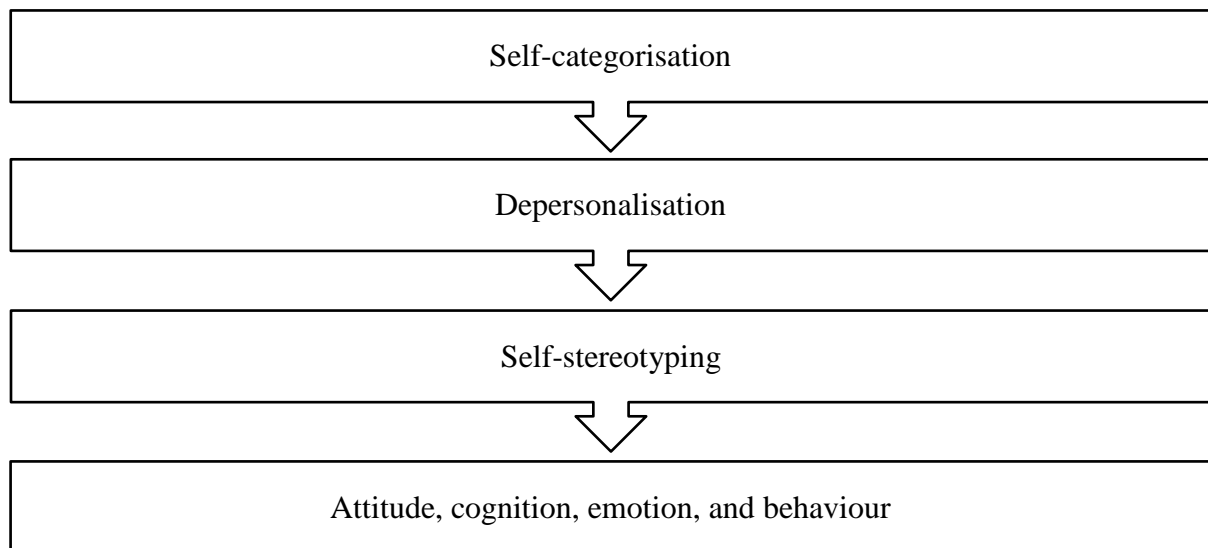 Self-categorisation
Depersonalisation
Self-stereotyping
Attitude, cognition, emotion, and behaviour